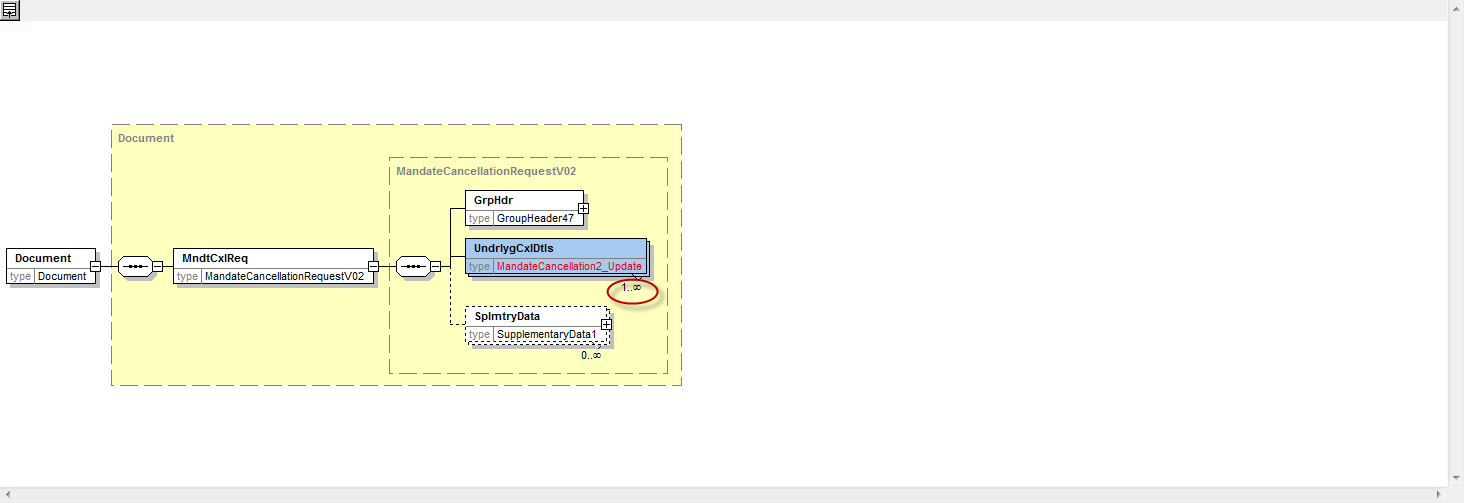 Document
MandateCancellationRequestV02
GrpHdr
type GroupHeader47
Document
type Document
MndtCxlReq
type MandateCancellationRequestV02
UndrlygCxlDtls
type MandateCancellation2_Update
1..∞
SplmtryData
type SupplementaryData1
0..∞